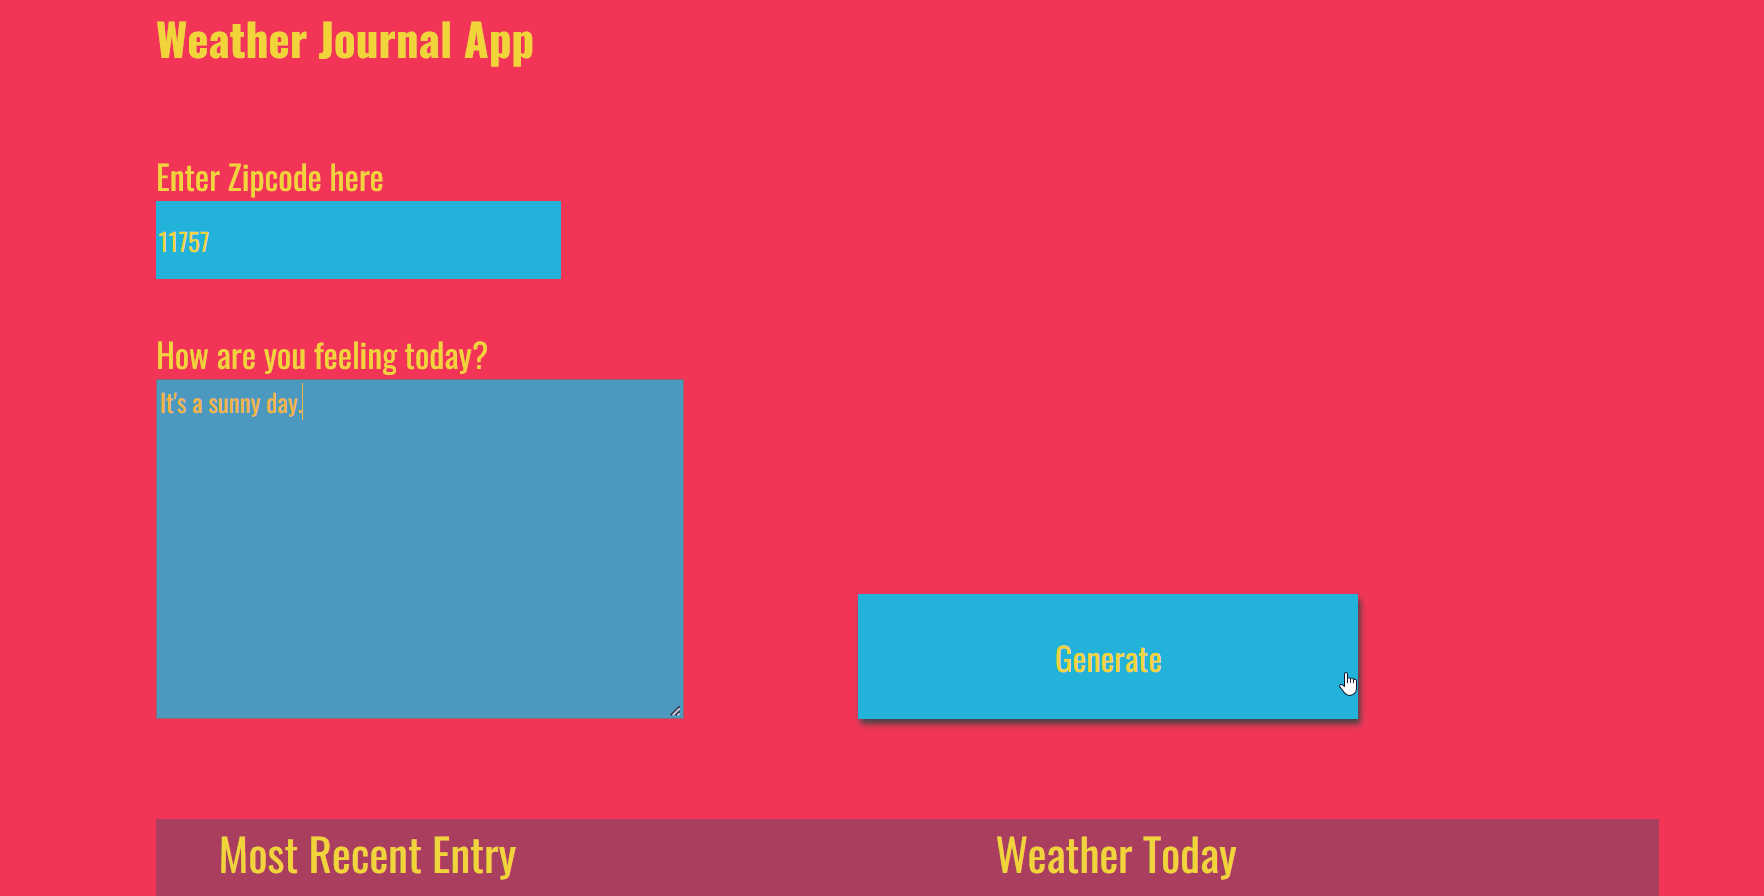 Weather Journal App
Enter Zipcode here
11757
How are you feeling today?
It's a sunny day.
Generate
Most Recent Entry
Weather Today